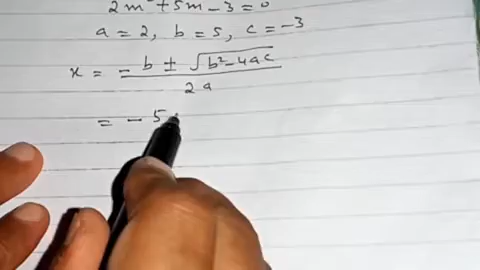 2m² + 5m - 3 = 0
a = 2, b = 5, c = -3
x = -b ± √b²-4ac / 2a
= - 5